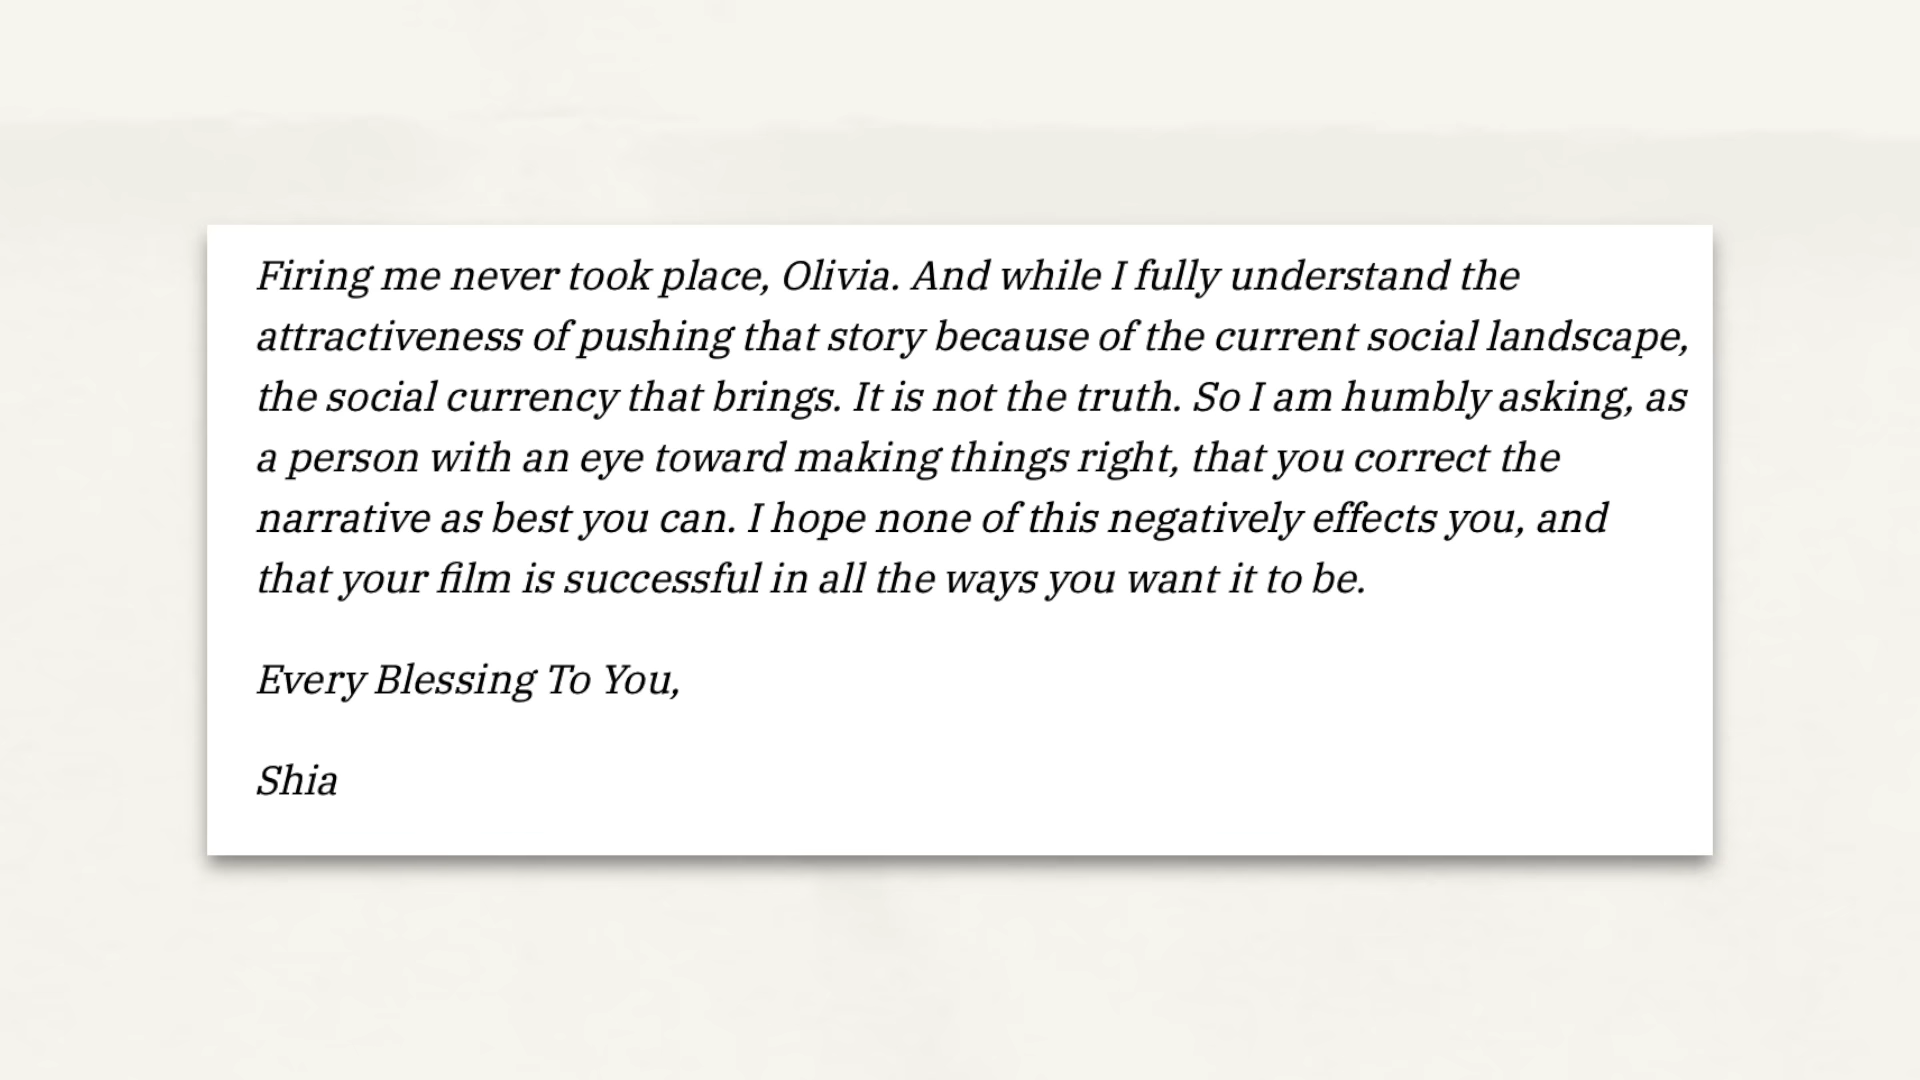 Firing me never took place, Olivia. And while I fully understand the
attractiveness of pushing that story because of the current social landscape,
the social currency that brings. It is not the truth. So I am humbly asking, as
a person with an eye toward making things right, that you correct the
narrative as best you can. I hope none of this negatively effects you, and
that your film is successful in all the ways you want it to be.
Every Blessing To You,
Shia